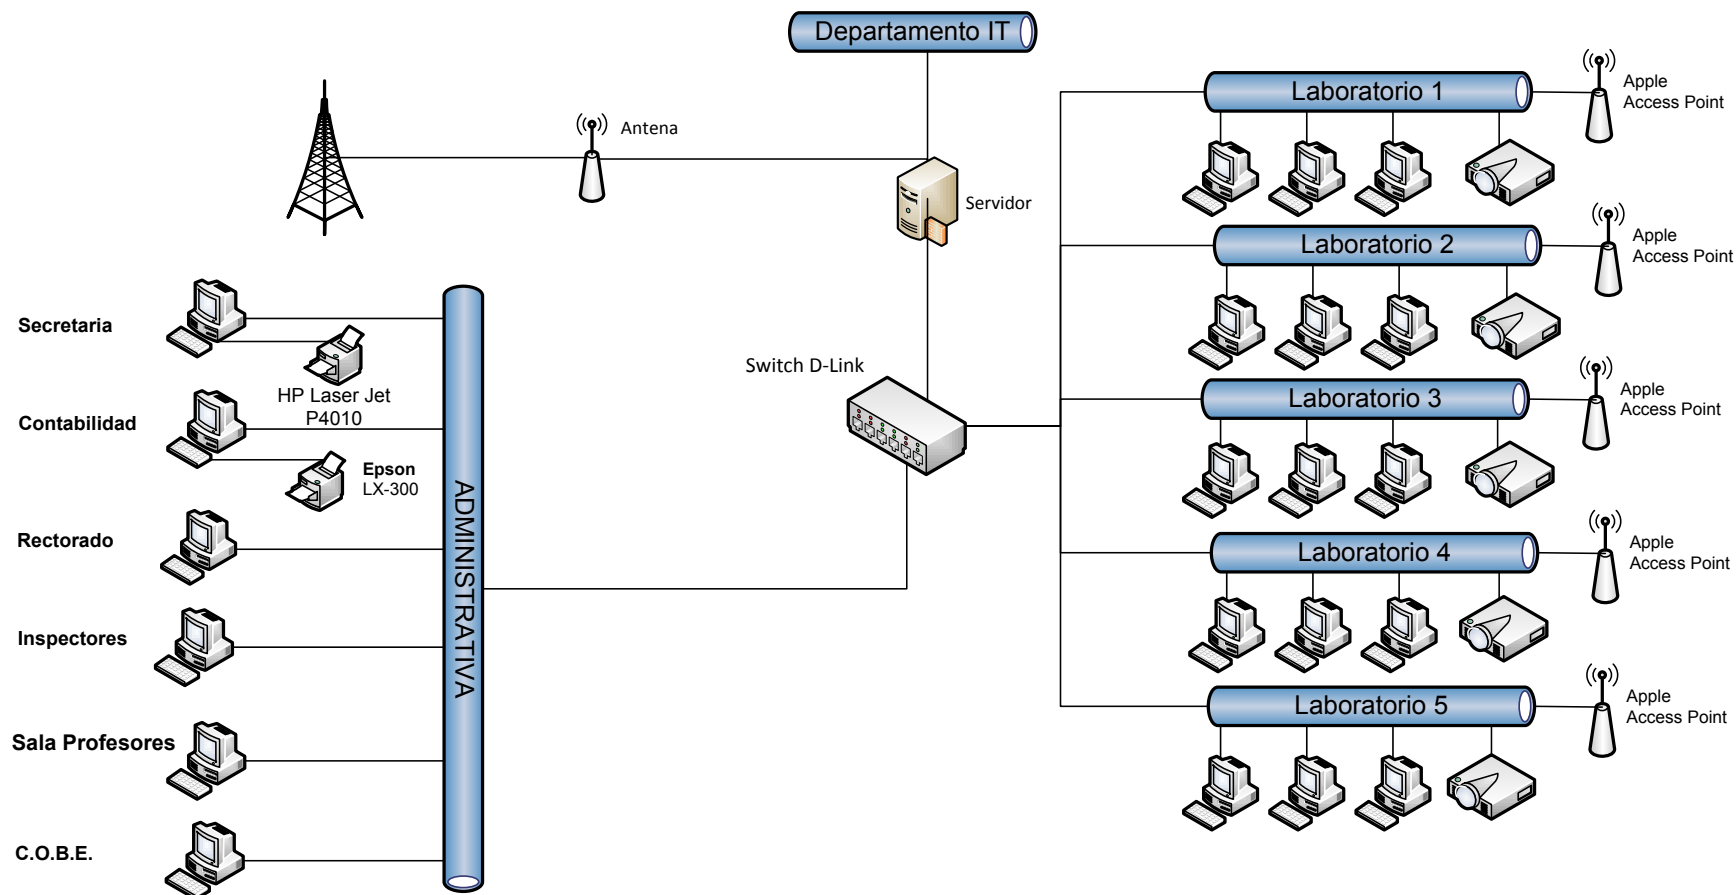 Departamento IT
Antena
Servidor
Switch D-Link
Secretaria
HP Laser Jet
P4010
Contabilidad
Epson
LX-300
Rectorado
Inspectores
Sala Profesores
C.O.B.E.
ADMINISTRATIVA
Laboratorio 1
Apple
Access Point
Laboratorio 2
Apple
Access Point
Laboratorio 3
Apple
Access Point
Laboratorio 4
Apple
Access Point
Laboratorio 5
Apple
Access Point